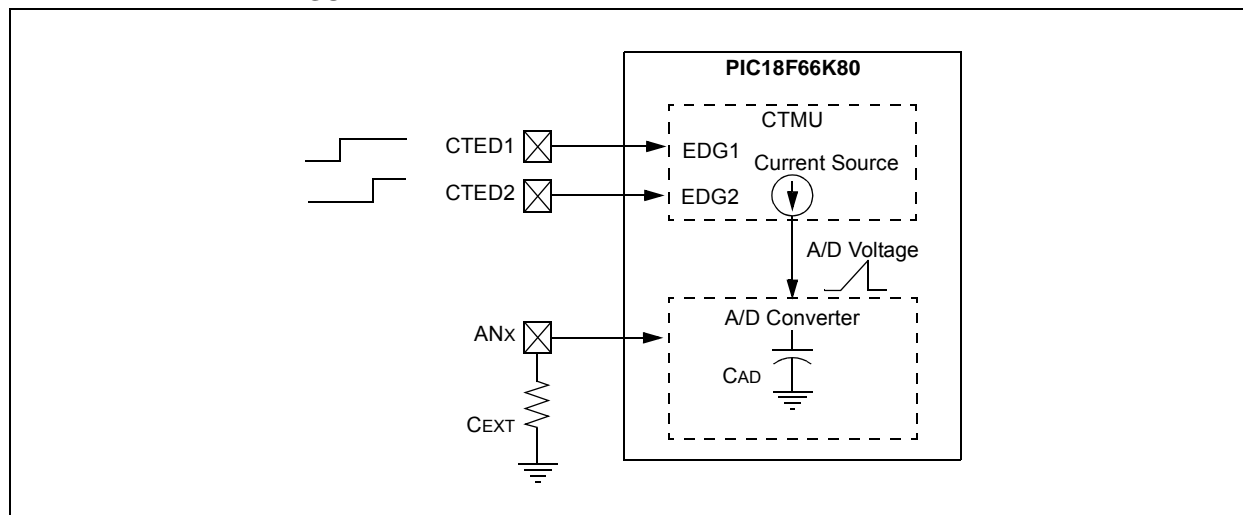 PIC18F66K80
CTMU
CTED1
EDG1
Current Source
CTED2
EDG2
A/D Voltage
A/D Converter
ANX
CAD
CEXT